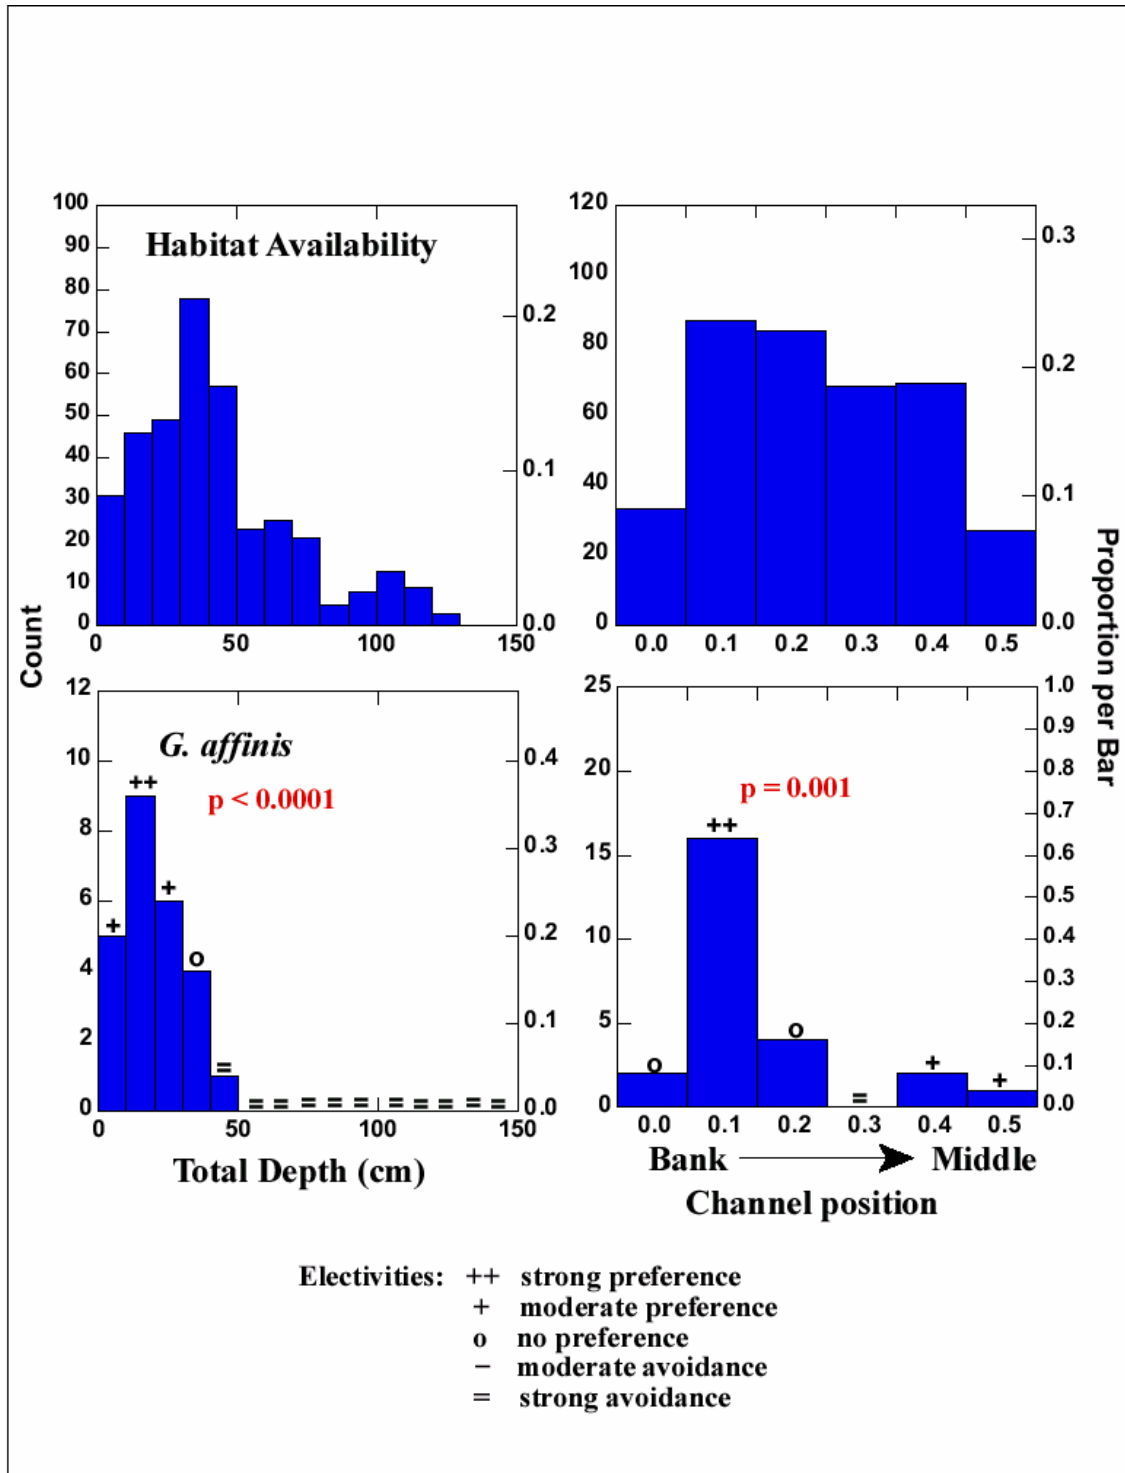 100
90
80
70
60
50
40
30
20
10
0
Habitat Availability
0.2
0.1
0.0
0 50 100 150
120
100
80
60
40
20
0
0.3
0.2
0.1
0.0
0.0 0.1 0.2 0.3 0.4 0.5
Count
Proportion per Bar
12
10
8
6
4
2
0
G. affinis
p < 0.0001
+ ++ + o = = = = = = = = = = =
0.4
0.3
0.2
0.1
0.0
0 50 100 150
Total Depth (cm)
25
20
15
10
5
0
p = 0.001
o ++ o = + +
1.0
0.9
0.8
0.7
0.6
0.5
0.4
0.3
0.2
0.1
0.0
0.0 0.1 0.2 0.3 0.4 0.5
Bank Middle
Channel position
Electivities: ++ strong preference
+ moderate preference
o no preference
− moderate avoidance
= strong avoidance